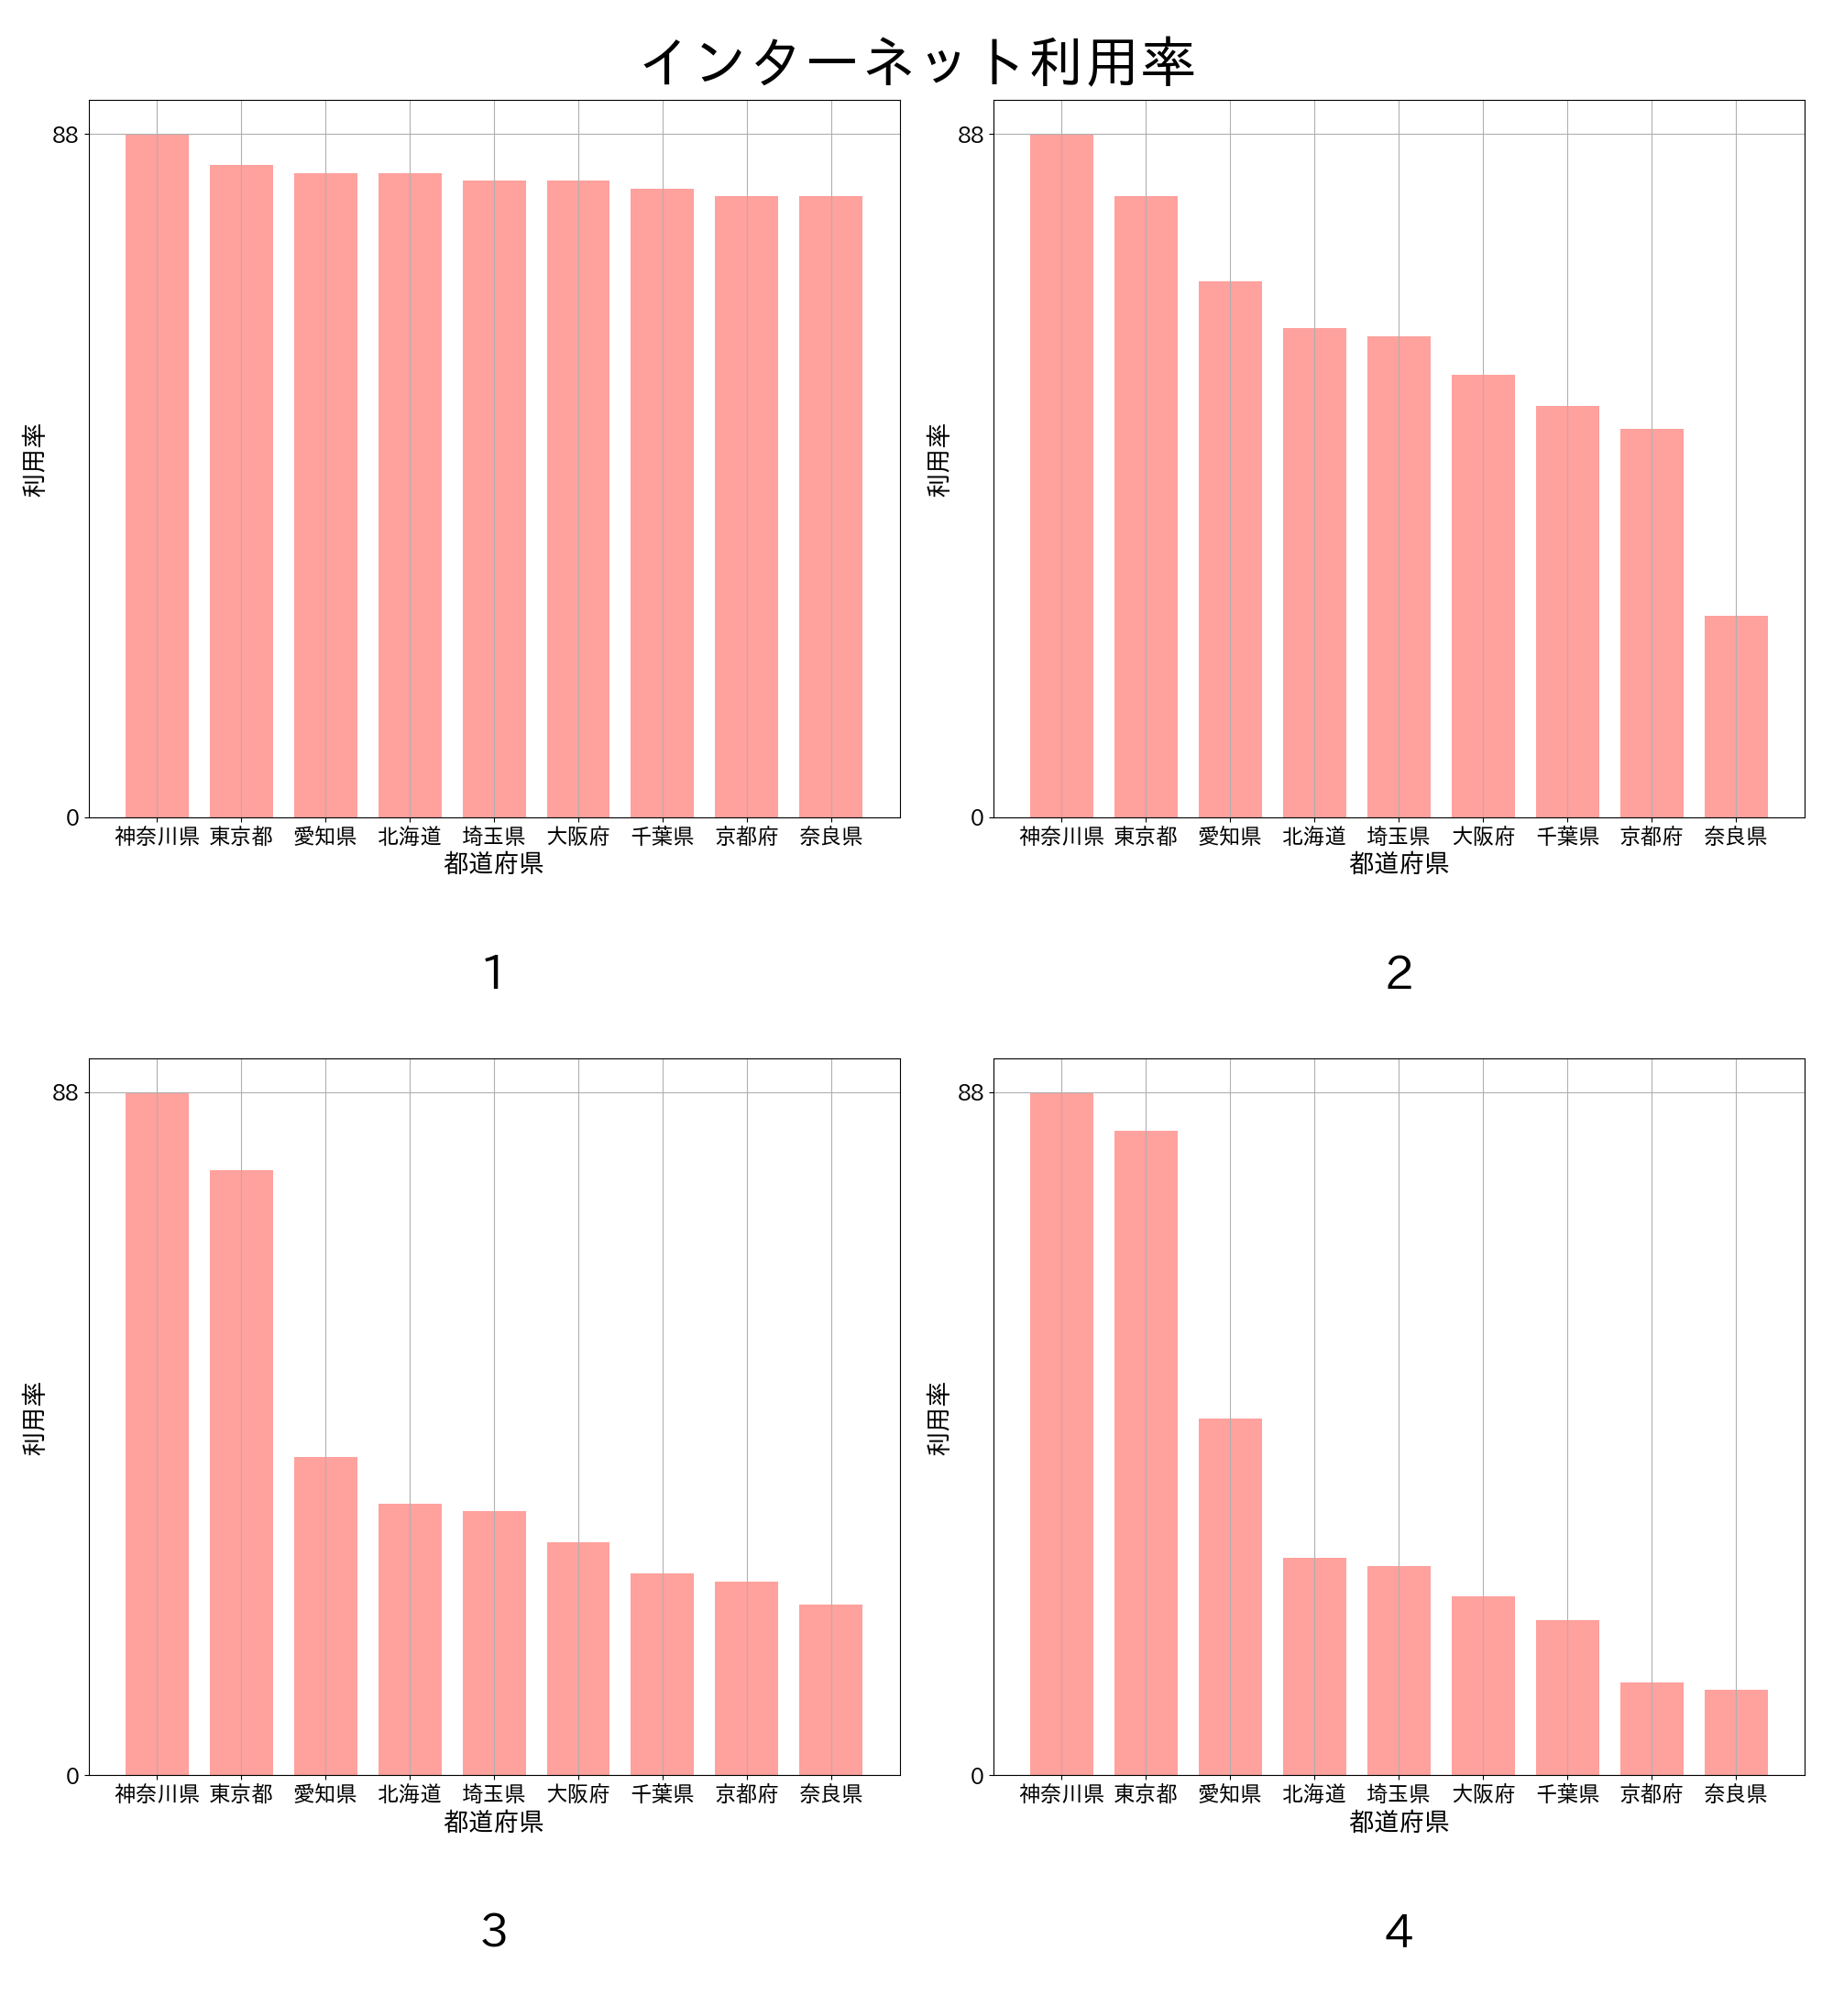 インターネット利用率
88
0
利用率
神奈川県 東京都 愛知県 北海道 埼玉県 大阪府 千葉県 京都府 奈良県
都道府県
1
88
0
利用率
神奈川県 東京都 愛知県 北海道 埼玉県 大阪府 千葉県 京都府 奈良県
都道府県
2
88
0
利用率
神奈川県 東京都 愛知県 北海道 埼玉県 大阪府 千葉県 京都府 奈良県
都道府県
3
88
0
利用率
神奈川県 東京都 愛知県 北海道 埼玉県 大阪府 千葉県 京都府 奈良県
都道府県
4